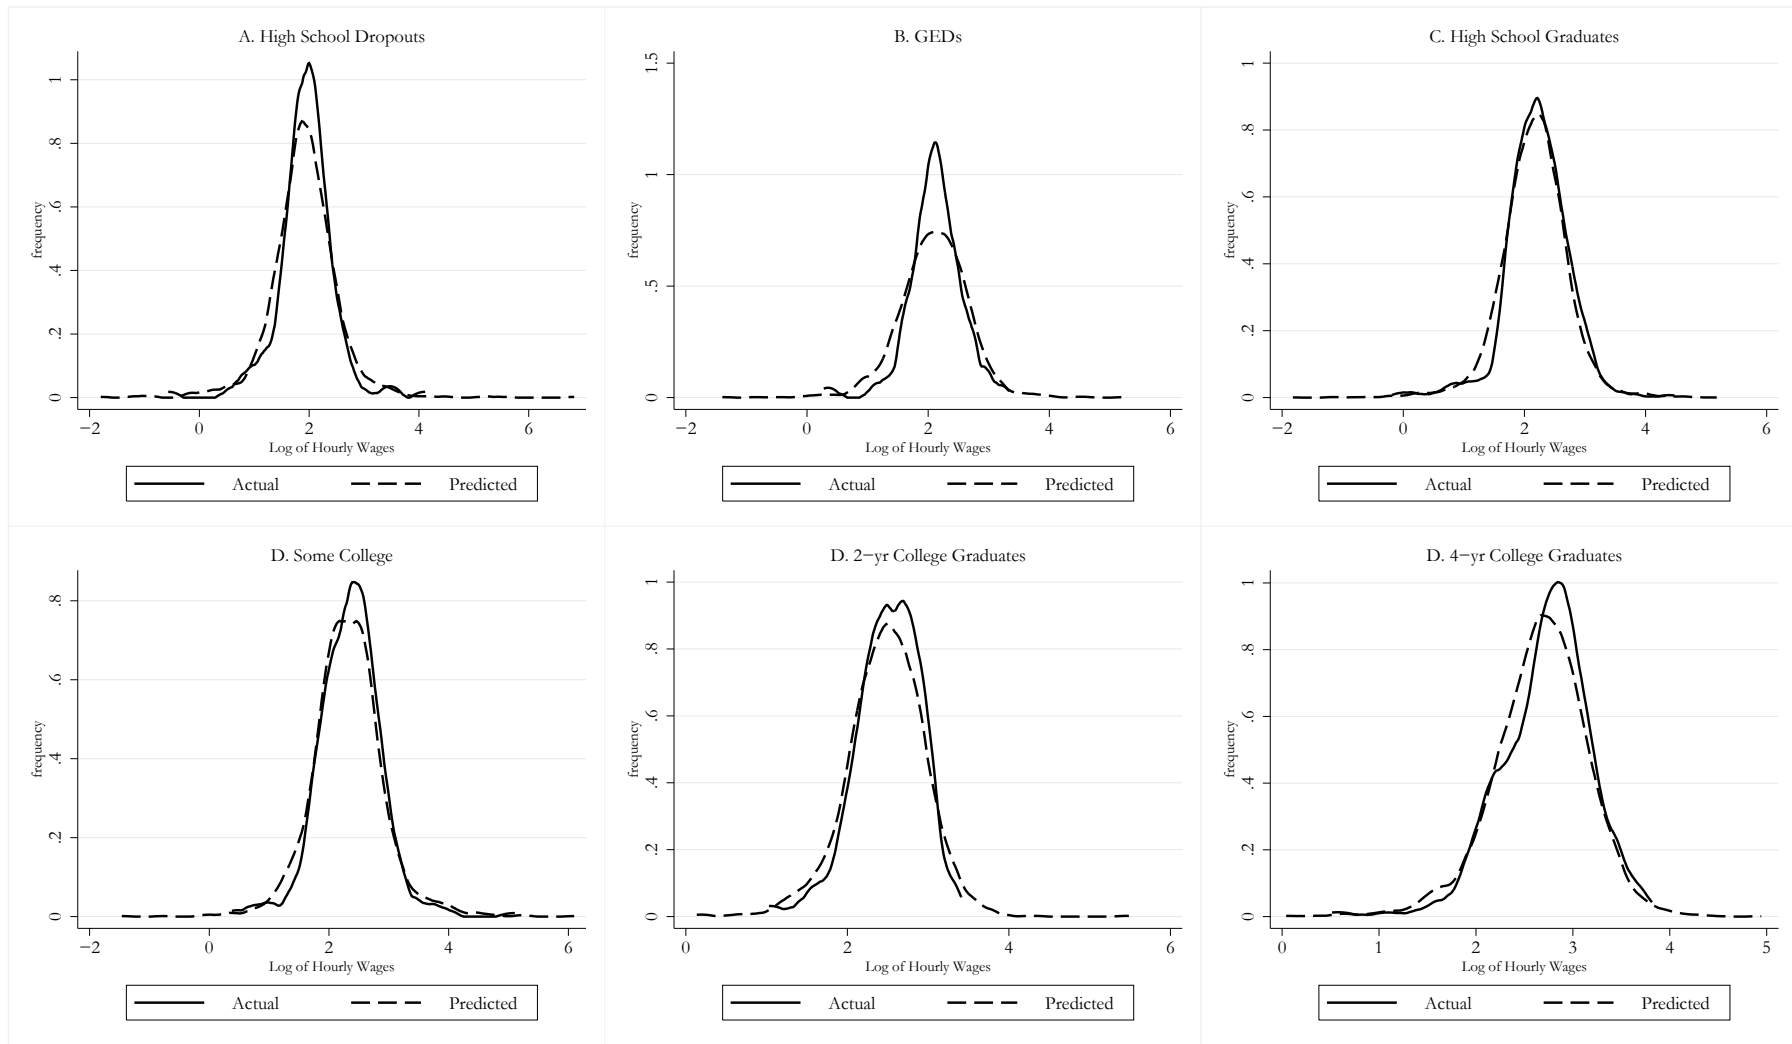 A. High School Dropouts
frequency
0 .2 .4 .6 .8 1
−2 0 2 4 6
Log of Hourly Wages
Actual Predicted
B. GEDs
frequency
0 .5 1 1.5
−2 0 2 4 6
Log of Hourly Wages
Actual Predicted
C. High School Graduates
frequency
0 .2 .4 .6 .8 1
−2 0 2 4 6
Log of Hourly Wages
Actual Predicted
D. Some College
frequency
0 .2 .4 .6 .8
−2 0 2 4 6
Log of Hourly Wages
Actual Predicted
D. 2−yr College Graduates
frequency
0 .2 .4 .6 .8 1
0 2 4 6
Log of Hourly Wages
Actual Predicted
D. 4−yr College Graduates
frequency
0 .2 .4 .6 .8 1
0 1 2 3 4 5
Log of Hourly Wages
Actual Predicted